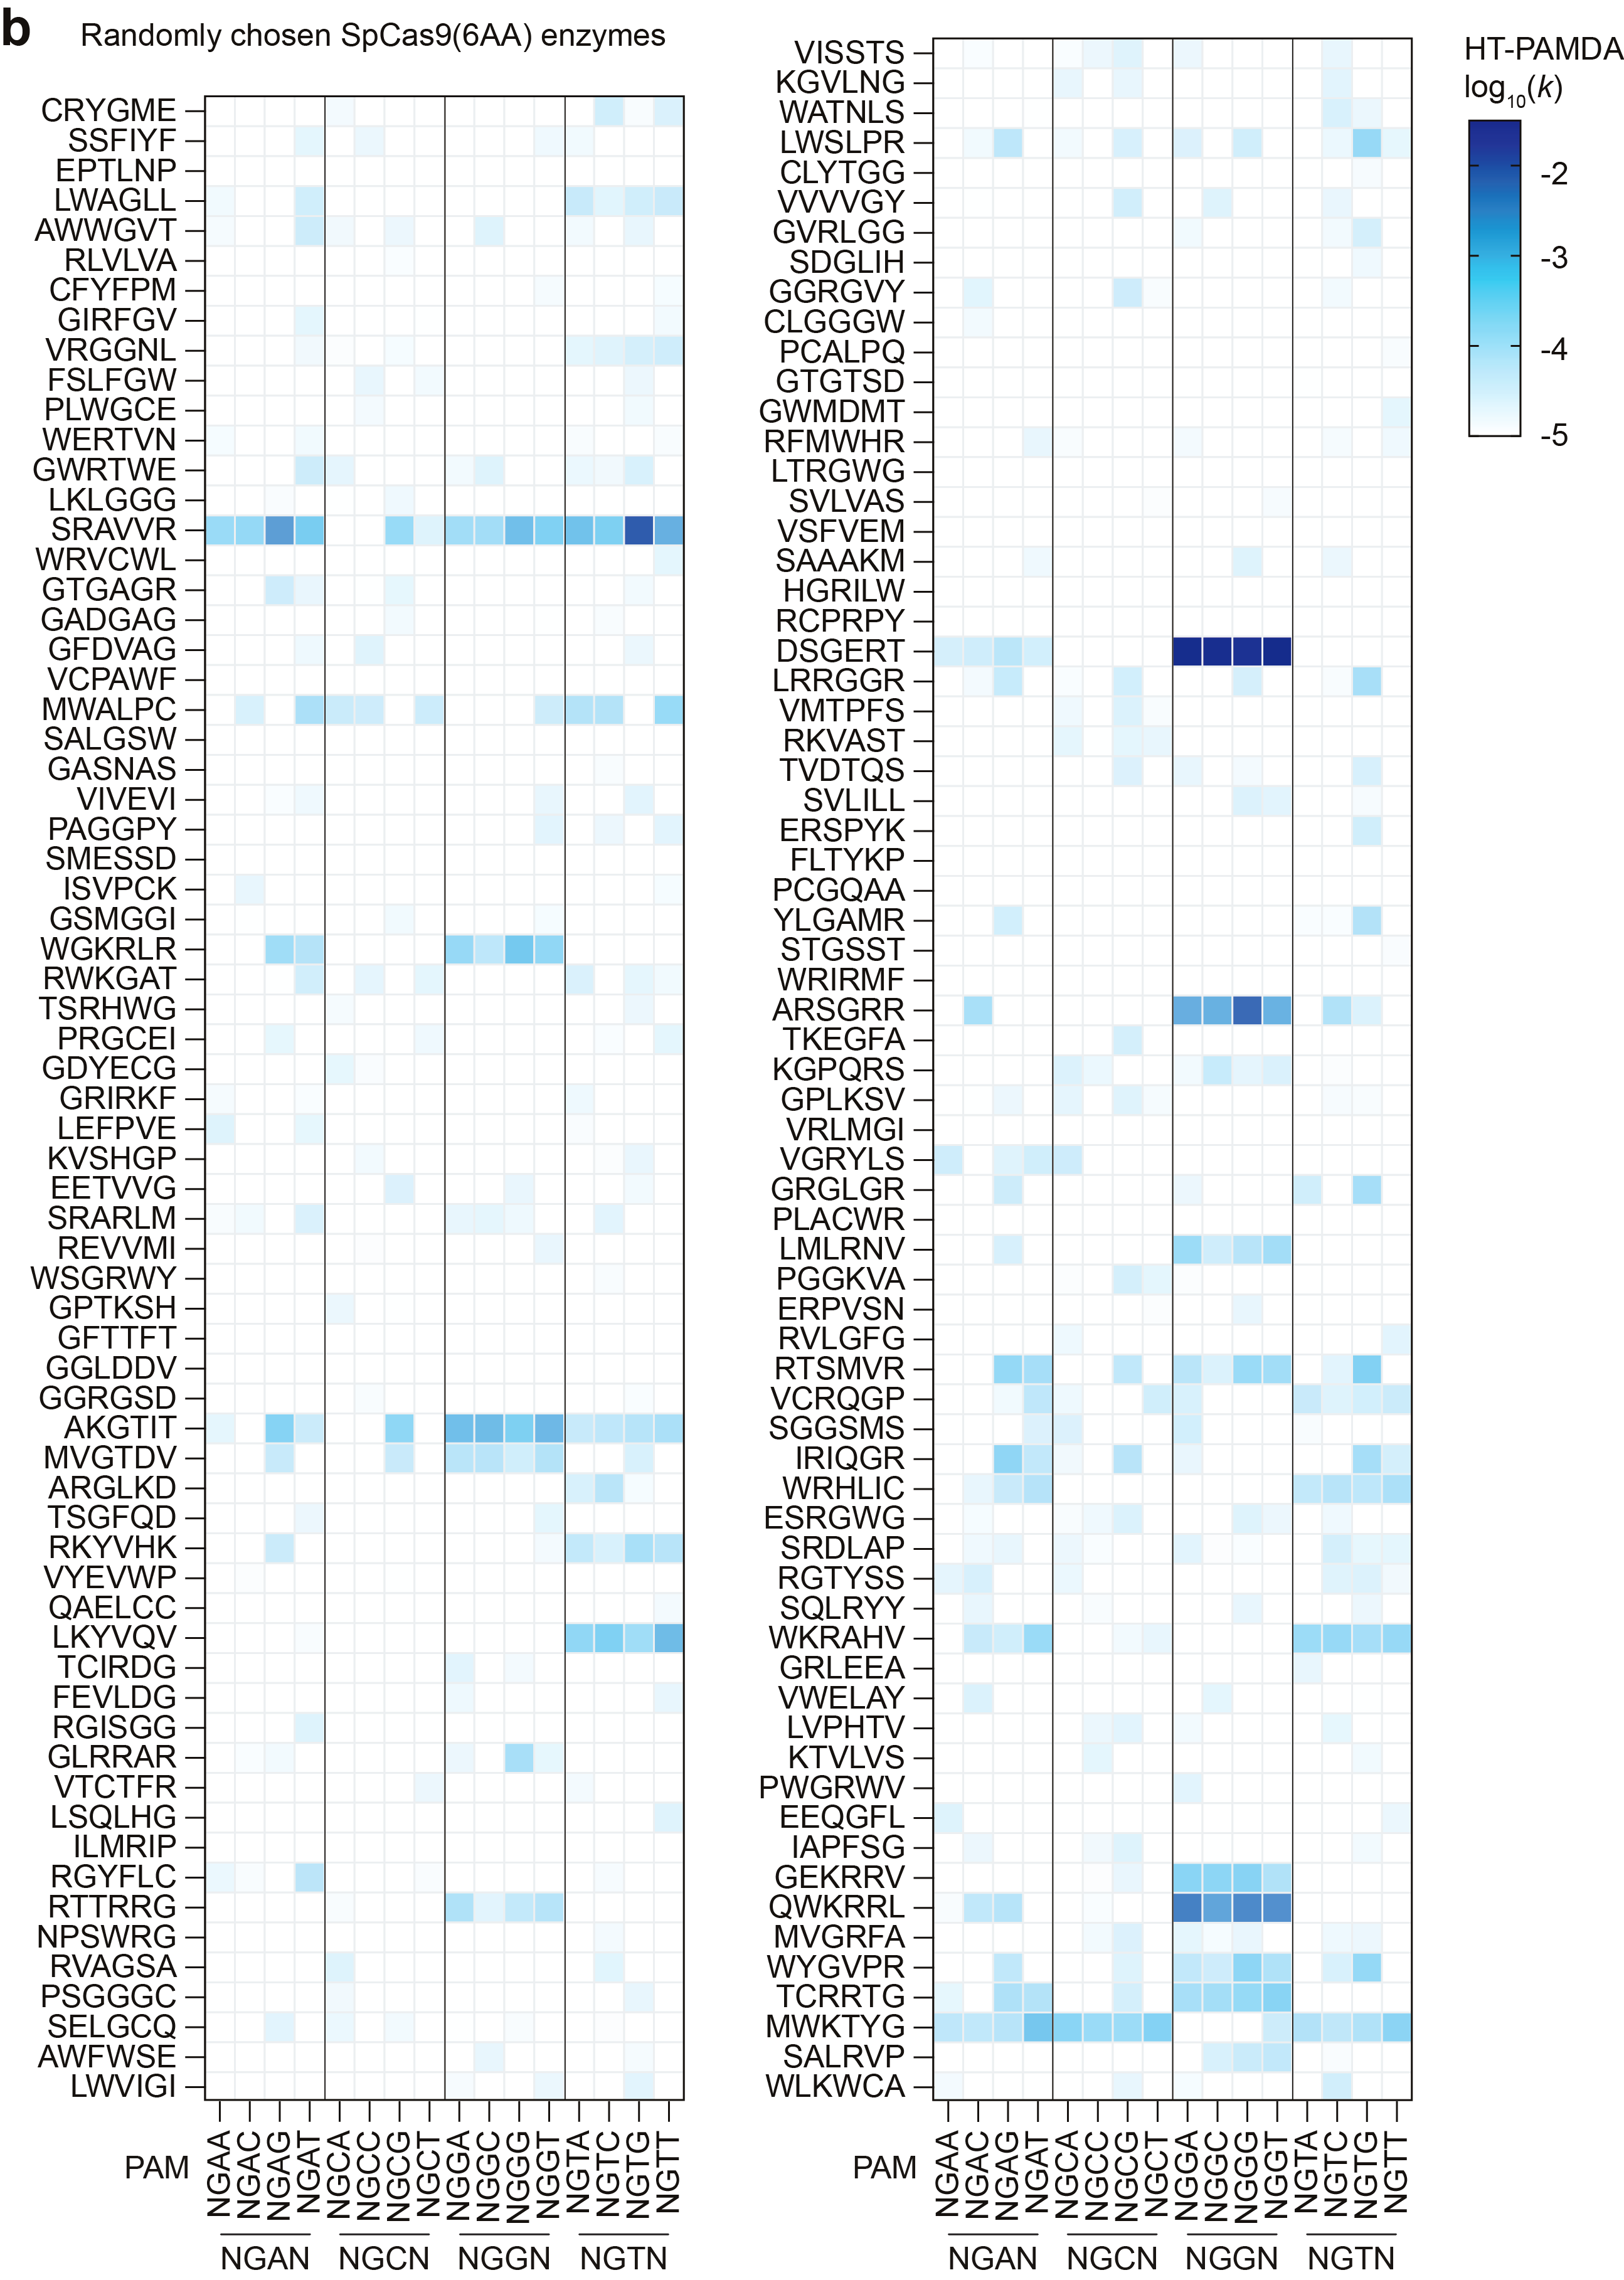 b Randomly chosen SpCas9(6AA) enzymes
CRYGME
SSFIYF
EPTLNP
LWAGLL
AWWGVT
RLVLVA
CFYFPM
GIRFGV
VRGGNL
FSLFGW
PLWGCE
WERTVN
GWRTWE
LKLGGG
SRAVVR
WRVCWL
GTGAGR
GADGAG
GFDVAG
VCPAWF
MWALPC
SALGSW
GASNAS
VIVEVI
PAGGPY
SMESSD
ISVPCK
GSMGGI
WGKRLR
RWKGAT
TSRHWG
PRGCEI
GDYECG
GRIRKF
LEFPVE
KVSHGP
EETVVG
SRARLM
REVVMI
WSGRWY
GPTKSH
GFTTFT
GGLDDV
GGRGSD
AKGTIT
MVGTDV
ARGLKD
TSGFQD
RKYVHK
VYEVWP
QAELCC
LKYVQV
TCIRDG
FEVLDG
RGISGG
GLRRAR
VTCTFR
LSQLHG
ILMRIP
RGYFLC
RTTRRG
NPSWRG
RVAGSA
PSGGGC
SELGCQ
AWFWSE
LWVIGI
PAM
NGAA NGAC NGAG NGAT NGCA NGCC NGCG NGCT NGGA NGGC NGGG NGGT NGTA NGTC NGTG NGTT
NGAN NGCN NGGN NGTN
VISSTS
KGVLNG
WATNLS
LWSLPR
CLYTGG
VVVVGY
GVRLGG
SDGLIH
GGRGVY
CLGGGW
PCALPQ
GTGTSD
GWMDMT
RFMWHR
LTRGWG
SVLVAS
VSFVEM
SAAAKM
HGRILW
RCPRPY
DSGERT
LRRGGR
VMTPFS
RKVAST
TVDTQS
SVLILL
ERSPYK
FLTYKP
PCGQAA
YLGAMR
STGSST
WRIRMF
ARSGRR
TKEGFA
KGPQRS
GPLKSV
VRLMGI
VGRYLS
GRGLGR
PLACWR
LMLRNV
PGGKVA
ERPVSN
RVLGFG
RTSMVR
VCRQGP
SGGSMS
IRIQGR
WRHLIC
ESRGWG
SRDLAP
RGTYSS
SQLRYY
WKRAHV
GRLEEA
VWELAY
LVPHTV
KTVLVS
PWGRWV
EEQGFL
IAPFSG
GEKRRV
QWKRRL
MVGRFA
WYGVPR
TCRRTG
MWKTYG
SALRVP
WLKWCA
PAM
NGAA NGAC NGAG NGAT NGCA NGCC NGCG NGCT NGGA NGGC NGGG NGGT NGTA NGTC NGTG NGTT
NGAN NGCN NGGN NGTN
HT-PAMDA
log10(k)
-2
-3
-4
-5